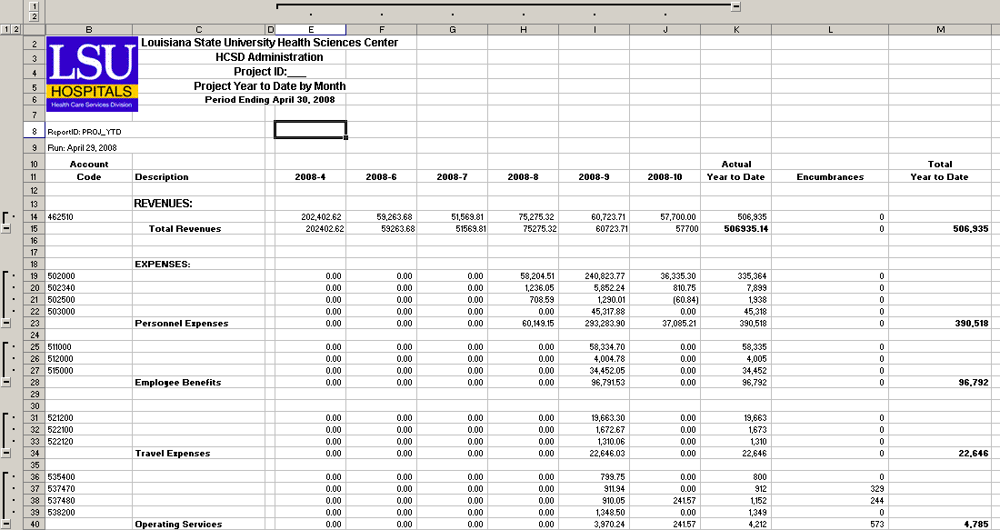 1
2
1 2 B C D E F G H I J K L M
2 Louisiana State University Health Sciences Center
3 HCSD Administration
4 Project ID:___
5 Project Year to Date by Month
6 Period Ending April 30, 2008
LSU
HOSPITALS
Health Care Services Division
7
8 ReportID: PROJ_YTD
9 Run: April 29, 2008
10 Account Actual Total
11 Code Description 2008-4 2008-6 2008-7 2008-8 2008-9 2008-10 Year to Date Encumbrances Year to Date
12
13 REVENUES:
14 462510 202,402.62 59,263.68 51,569.81 75,275.32 60,723.71 57,700.00 506,935 0
15 Total Revenues 202402.62 59263.68 51569.81 75275.32 60723.71 57700 506935.14 0 506,935
16
17
18 EXPENSES:
19 502000 0.00 0.00 0.00 58,204.51 240,823.77 36,335.30 335,364 0
20 502340 0.00 0.00 0.00 1,236.05 5,852.24 810.75 7,899 0
21 502500 0.00 0.00 0.00 708.59 1,290.01 (60.84) 1,938 0
22 503000 0.00 0.00 0.00 0.00 45,317.88 0.00 45,318 0
23 Personnel Expenses 0.00 0.00 0.00 60,149.15 293,283.90 37,085.21 390,518 0 390,518
24
25 511000 0.00 0.00 0.00 0.00 58,334.70 0.00 58,335 0
26 512000 0.00 0.00 0.00 0.00 4,004.78 0.00 4,005 0
27 515000 0.00 0.00 0.00 0.00 34,452.05 0.00 34,452 0
28 Employee Benefits 0.00 0.00 0.00 0.00 96,791.53 0.00 96,792 0 96,792
29
30
31 521200 0.00 0.00 0.00 0.00 19,663.30 0.00 19,663 0
32 522100 0.00 0.00 0.00 0.00 1,672.67 0.00 1,673 0
33 522120 0.00 0.00 0.00 0.00 1,310.06 0.00 1,310 0
34 Travel Expenses 0.00 0.00 0.00 0.00 22,646.03 0.00 22,646 0 22,646
35
36 535400 0.00 0.00 0.00 0.00 799.75 0.00 800 0
37 537470 0.00 0.00 0.00 0.00 911.94 0.00 912 329
38 537480 0.00 0.00 0.00 0.00 910.05 241.57 1,152 244
39 538200 0.00 0.00 0.00 0.00 1,348.50 0.00 1,349 0
40 Operating Services 0.00 0.00 0.00 0.00 3,970.24 241.57 4,212 573 4,785